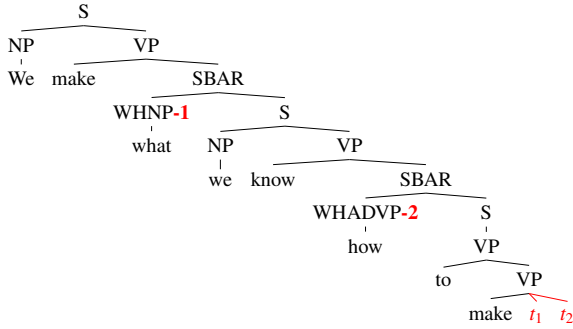 S
NP VP
We make SBAR
WHNP-1 S
what NP VP
we know SBAR
WHADVP-2 S
how VP
to VP
make t1 t2